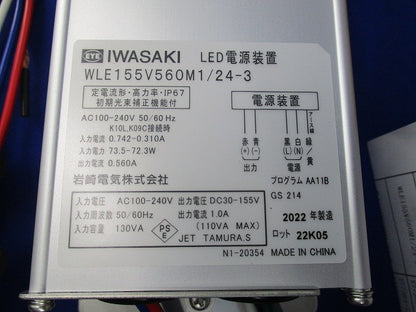 EYE IWASAKI LED電源装置
WLE155V560M1/24-3
定電流形・高力率・IP67
初期光束補正機能付
AC100-240V 50/60Hz
K10L,K09C接続時
入力電流 0.742-0.310A
入力電力 73.5-72.3W
出力電流 0.560A
岩崎電気株式会社
電源装置
アース線
赤 青 黒 白 緑/黄
(+) (-) (L) (N)
出力 電源
プログラム AA11B
GS 214
入力電圧 AC100-240V 出力電圧 DC30-155V
入力周波数 50/60Hz 出力電流 1.0A
入力容量 130VA (110VA MAX)
PSE
JET TAMURA.S
2022 年製造
ロット 22K05
N1-20354 MADE IN CHINA